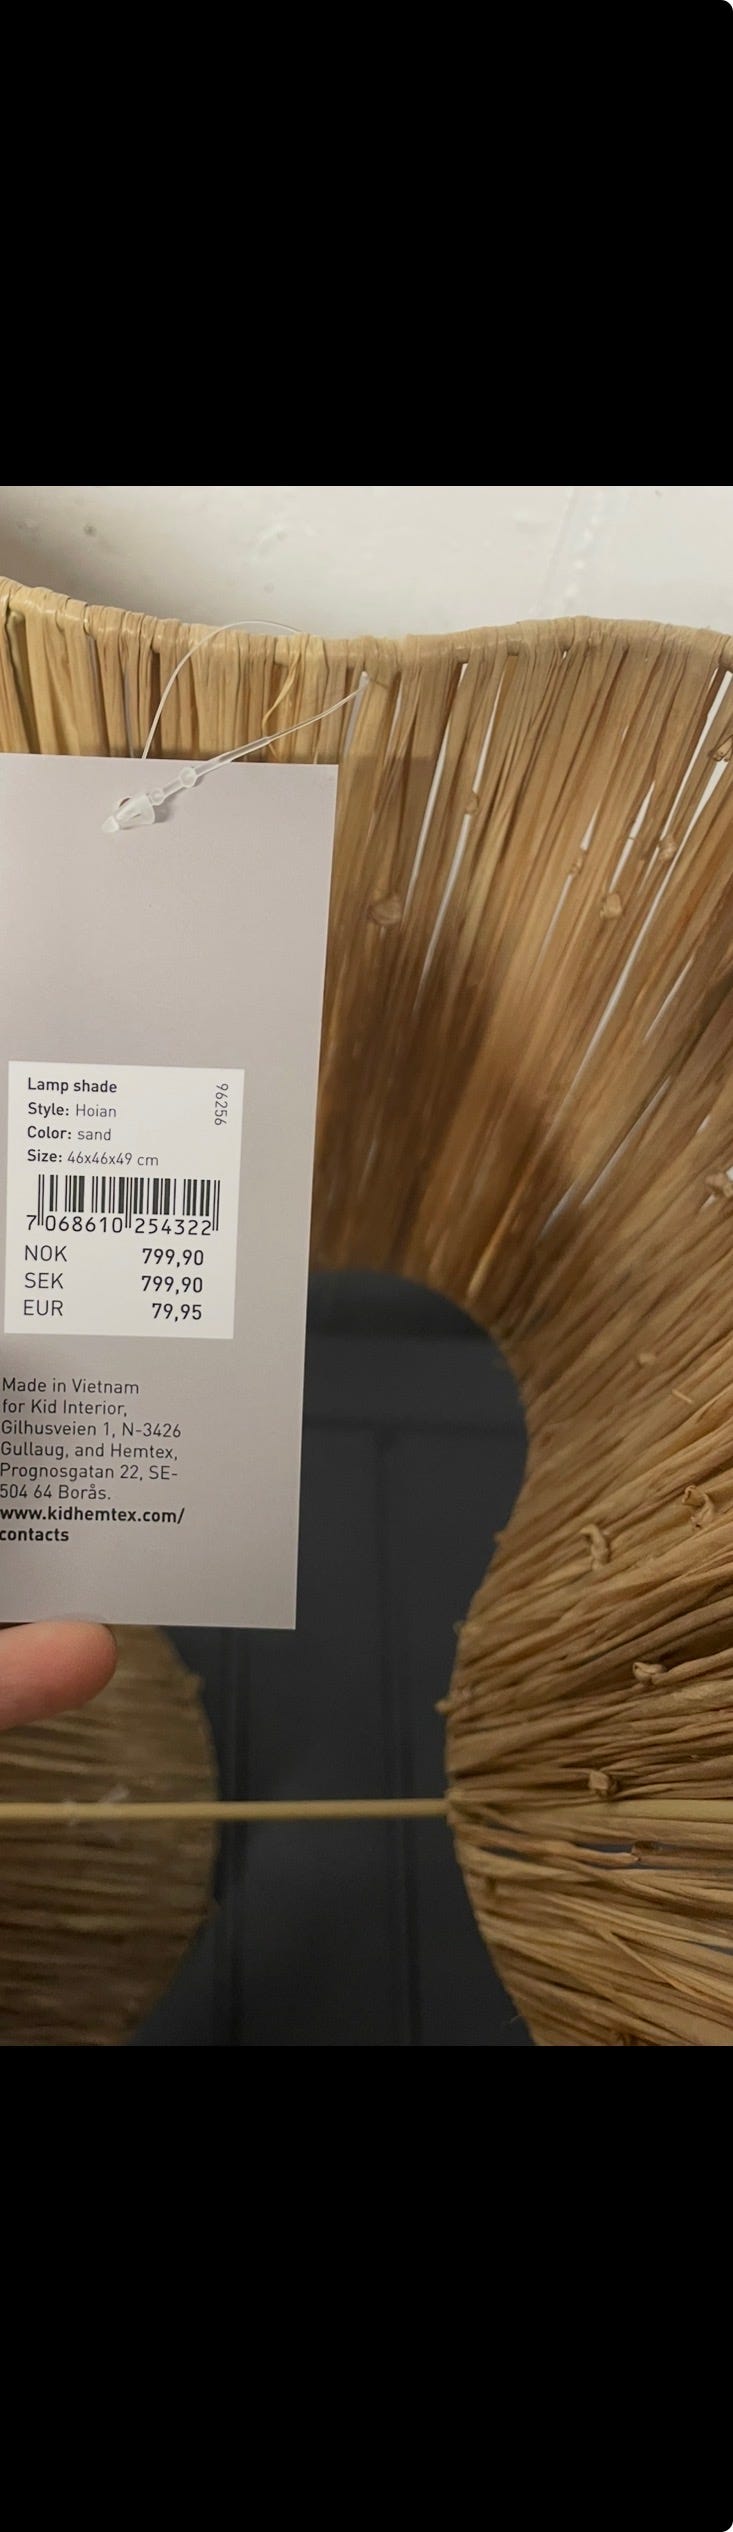 Lamp shade
96256
Style: Hoian
Color: sand
Size: 46x46x49 cm
7 068610 254322
NOK 799,90
SEK 799,90
EUR 79,95
Made in Vietnam
for Kid Interior,
Gilhusveien 1, N-3426
Gullaug, and Hemtex,
Prognosgatan 22, SE-
504 64 Borås.
www.kidhemtex.com/
contacts